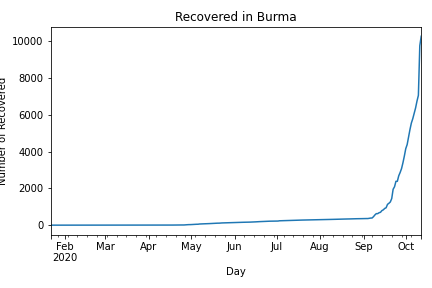 Recovered in Burma
Number of Recovered
10000
8000
6000
4000
2000
0
Feb Mar Apr May Jun Jul Aug Sep Oct
2020
Day